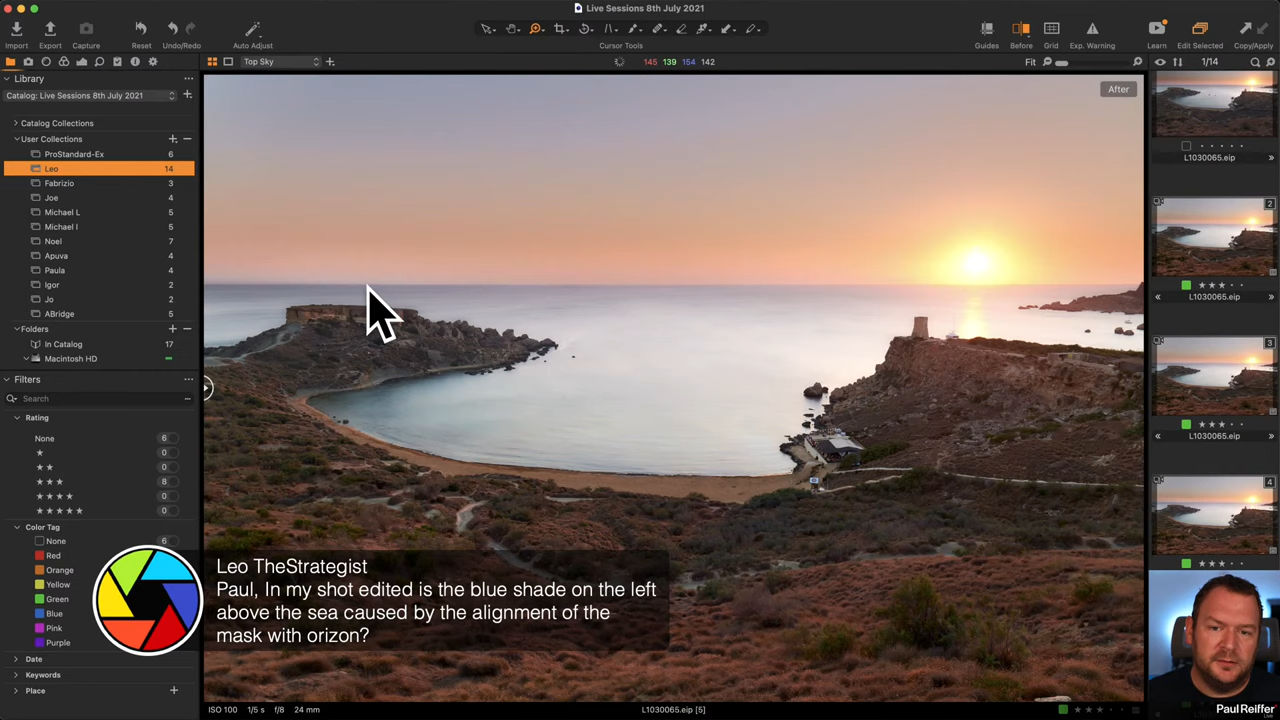 Live Sessions 8th July 2021
Import
Export
Capture
Reset
Undo/Redo
Auto Adjust
Cursor Tools
Guides
Before
Grid
Exp. Warning
Learn
Edit Selected
Copy/Apply
Top Sky
145 139 154 142
Fit
1/14
Library
Catalog: Live Sessions 8th July 2021
Catalog Collections
User Collections
ProStandard-Ex 6
Leo 14
Fabrizio 3
Joe 4
Michael L 5
Michael I 5
Noel 7
Apuva 4
Paula 4
Igor 2
Jo 2
ABridge 5
Folders
In Catalog 17
Macintosh HD
Filters
Search
Rating
None 6
★ 0
★★ 0
★★★ 8
★★★★ 0
★★★★★ 0
Color Tag
None 6
Red
Orange
Yellow
Green
Blue
Pink
Purple
Date
Keywords
Place
After
Leo TheStrategist
Paul, In my shot edited is the blue shade on the left
above the sea caused by the alignment of the
mask with orizon?
ISO 100 1/5 s f/8 24 mm
L1030065.eip [5]
L1030065.eip
2
L1030065.eip
3
L1030065.eip
4
Paul Reiffer
Live